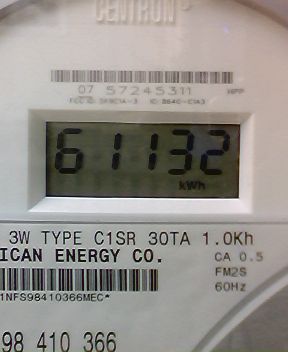 CENTRON®
07 57245311
61132
kWh
3W TYPE C1SR 30TA 1.0Kh
ICAN ENERGY CO. CA 0.5
FM2S
60Hz
1NFS98410366MEC*
98 410 366